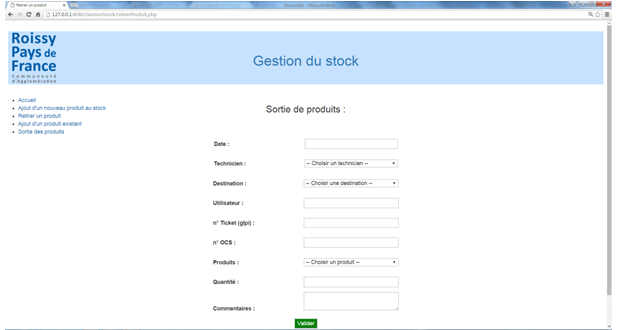 Retirer un produit
127.0.0.1:8080/GestionStock/retirerProduit.php
Roissy
Pays de
France
Communauté
d'Agglomération
Gestion du stock
Accueil
Ajout d'un nouveau produit au stock
Retirer un produit
Ajout d'un produit existant
Sortie des produits
Sortie de produits :
Date :
Technicien :
-- Choisir un technicien --
Destination :
-- Choisir une destination --
Utilisateur :
n° Ticket (glpi) :
n° OCS :
Produits :
-- Choisir un produit --
Quantité :
Commentaires :
Valider